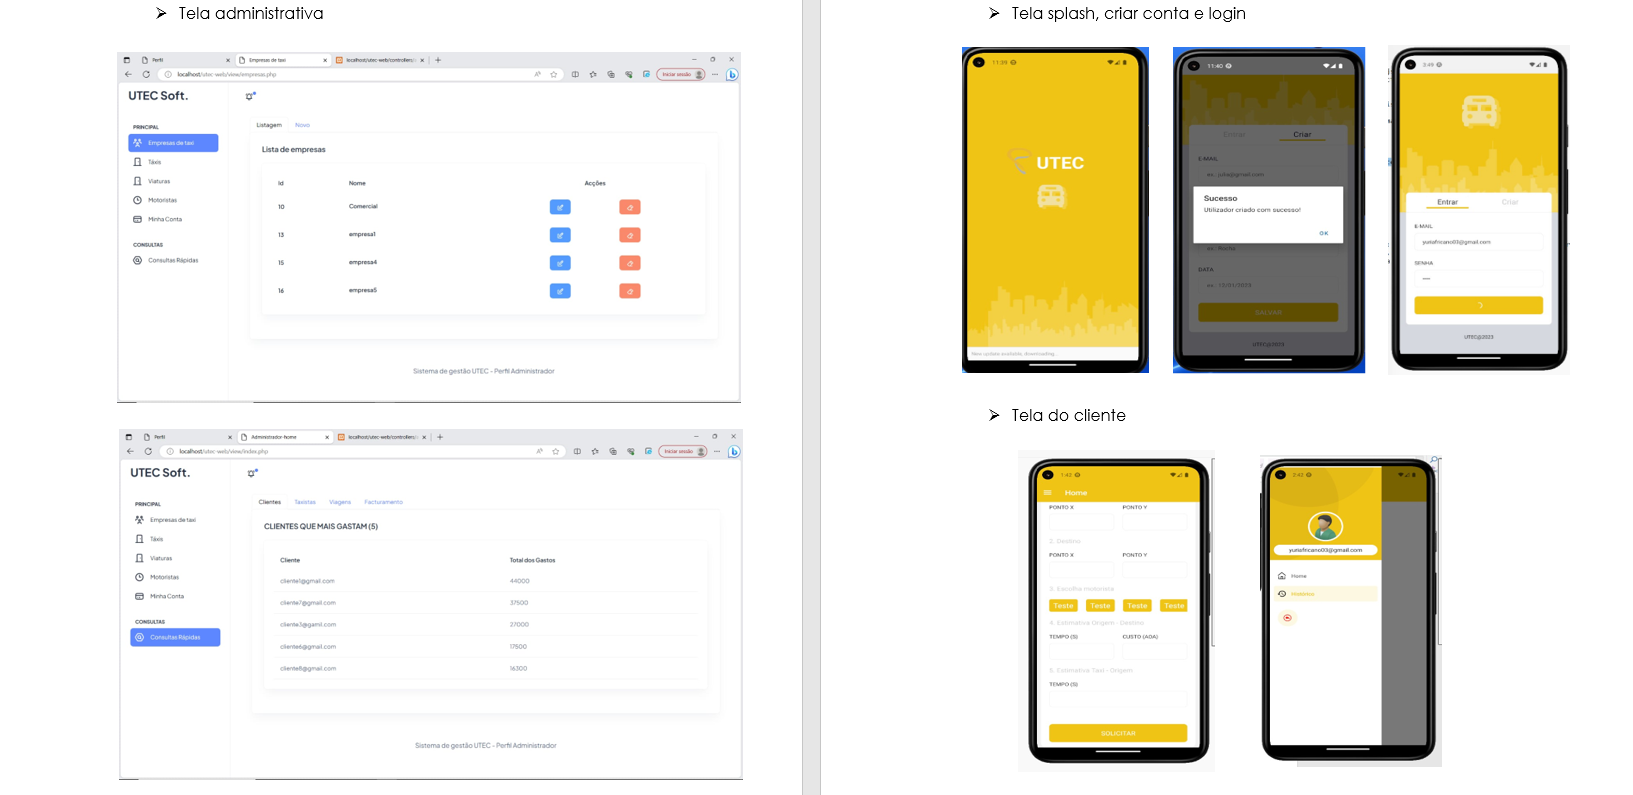 ➢ Tela administrativa
Perfil
Empresas de taxi
localhost/utec-web/controllers/
localhost/utec-web/view/empresas.php
Iniciar sessão
UTEC Soft.
PRINCIPAL
Empresas de taxi
Táxis
Viaturas
Motoristas
Minha Conta
CONSULTAS
Consultas Rápidas
Listagem Novo
Lista de empresas
Id Nome Acções
10 Comercial
13 empresa1
15 empresa4
16 empresa5
Sistema de gestão UTEC - Perfil Administrador
Perfil
Administrador-home
localhost/utec-web/controllers/
localhost/utec-web/view/index.php
Iniciar sessão
UTEC Soft.
PRINCIPAL
Empresas de taxi
Táxis
Viaturas
Motoristas
Minha Conta
CONSULTAS
Consultas Rápidas
Clientes Taxistas Viagens Facturamento
CLIENTES QUE MAIS GASTAM (5)
Cliente Total dos Gastos
cliente1@gmail.com 44000
cliente7@gmail.com 37500
cliente3@gamil.com 27000
cliente6@gmail.com 17500
cliente8@gmail.com 16300
Sistema de gestão UTEC - Perfil Administrador
➢ Tela splash, criar conta e login
11:39
UTEC
New update available, downloading...
11:40
Entrar Criar
E-MAIL
ex.: julia@gmail.com
Sucesso
Utilizador criado com sucesso!
OK
ex.: Rocha
DATA
ex.: 12/01/2003
SALVAR
UTEC@2023
3:49
Entrar Criar
E-MAIL
yuriafricano03@gmail.com
SENHA
UTEC@2023
➢ Tela do cliente
1:42
Home
PONTO X PONTO Y
2. Destino
PONTO X PONTO Y
3. Escolha Motorista
Teste Teste Teste Teste
4. Estimativa Origem - Destino
TEMPO (S) CUSTO (AOA)
5. Estimativa Taxi - Origem
TEMPO (S)
SOLICITAR
2:43
yuriafricano03@gmail.com
Home
Histórico